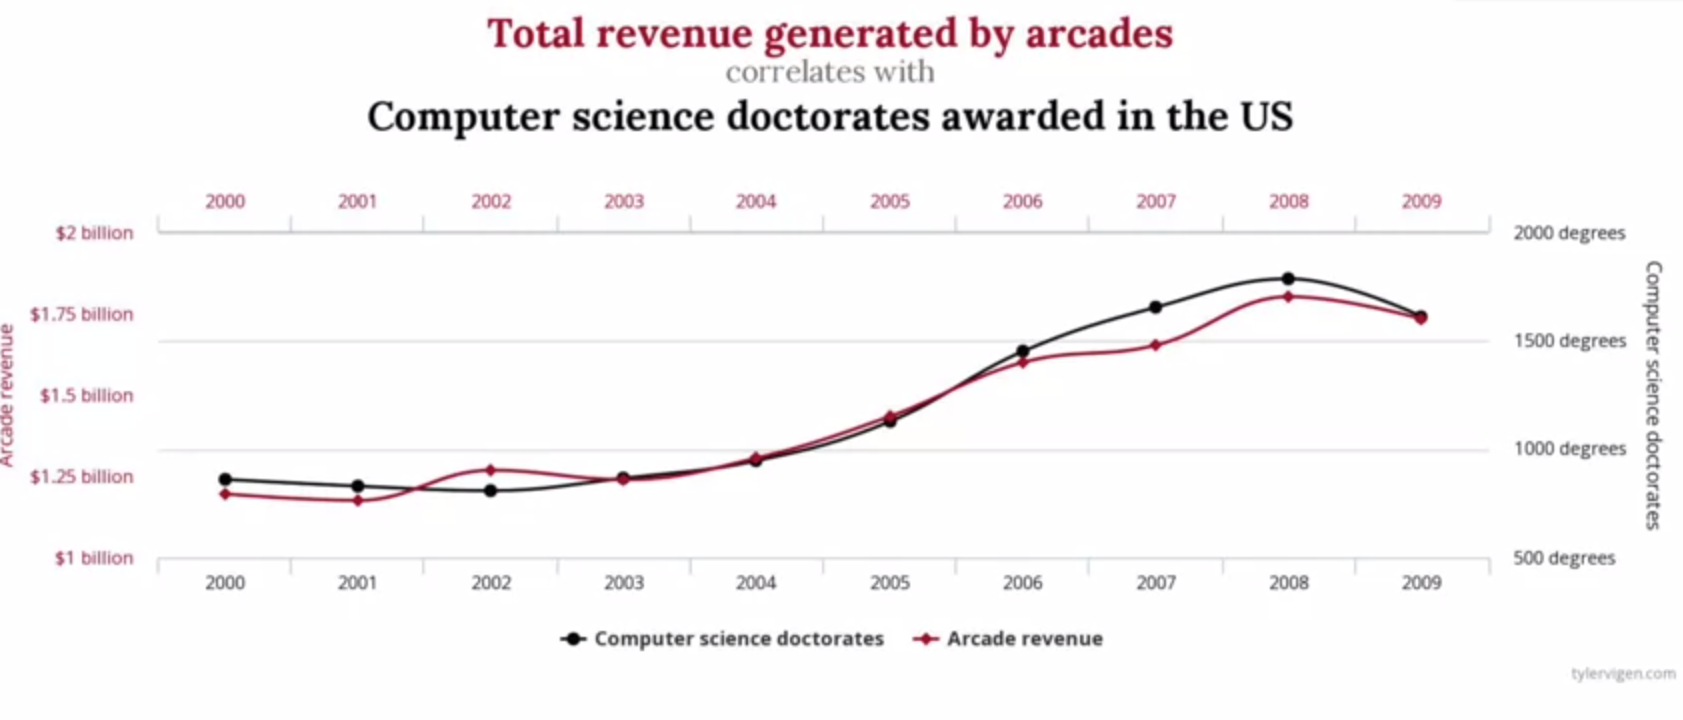 Total revenue generated by arcades
correlates with
Computer science doctorates awarded in the US
2000 2001 2002 2003 2004 2005 2006 2007 2008 2009
$2 billion 2000 degrees
$1.75 billion
1500 degrees
$1.5 billion
1000 degrees
$1.25 billion
$1 billion 500 degrees
Arcade revenue
Computer science doctorates
2000 2001 2002 2003 2004 2005 2006 2007 2008 2009
Computer science doctorates Arcade revenue
tylervigen.com